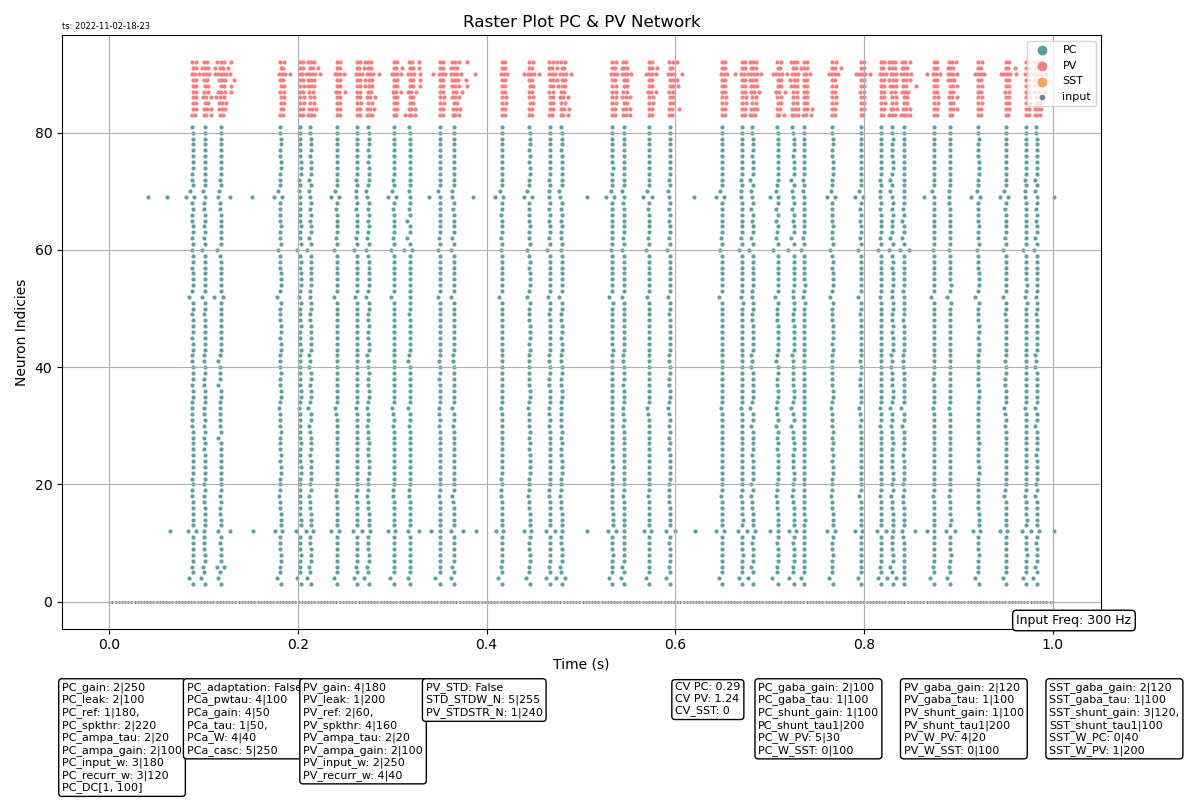 ts: 2022-11-02-18-23
Raster Plot PC & PV Network
PC
PV
SST
input
Neuron Indicies
80
60
40
20
0
0.0
0.2
0.4
0.6
0.8
1.0
Input Freq: 300 Hz
Time (s)
PC_gain: 2|250
PC_leak: 2|100
PC_ref: 1|180,
PC_spkthr: 2|220
PC_ampa_tau: 2|20
PC_ampa_gain: 2|100
PC_input_w: 3|180
PC_recurr_w: 3|120
PC_DC[1, 100]
PC_adaptation: False
PCa_pwtau: 4|100
PCa_gain: 4|50
PCa_tau: 1|50,
PCa_W: 4|40
PCa_casc: 5|250
PV_gain: 4|180
PV_leak: 1|200
PV_ref: 2|60,
PV_spkthr: 4|160
PV_ampa_tau: 2|20
PV_ampa_gain: 2|100
PV_input_w: 2|250
PV_recurr_w: 4|40
PV_STD: False
STD_STDW_N: 5|255
PV_STDSTR_N: 1|240
CV PC: 0.29
CV PV: 1.24
CV_SST: 0
PC_gaba_gain: 2|100
PC_gaba_tau: 1|100
PC_shunt_gain: 1|100
PC_shunt_tau1|200
PC_W_PV: 5|30
PC_W_SST: 0|100
PV_gaba_gain: 2|120
PV_gaba_tau: 1|100
PV_shunt_gain: 1|100
PV_shunt_tau1|200
PV_W_PV: 4|20
PV_W_SST: 0|100
SST_gaba_gain: 2|120
SST_gaba_tau: 1|100
SST_shunt_gain: 3|120,
SST_shunt_tau1|100
SST_W_PC: 0|40
SST_W_PV: 1|200